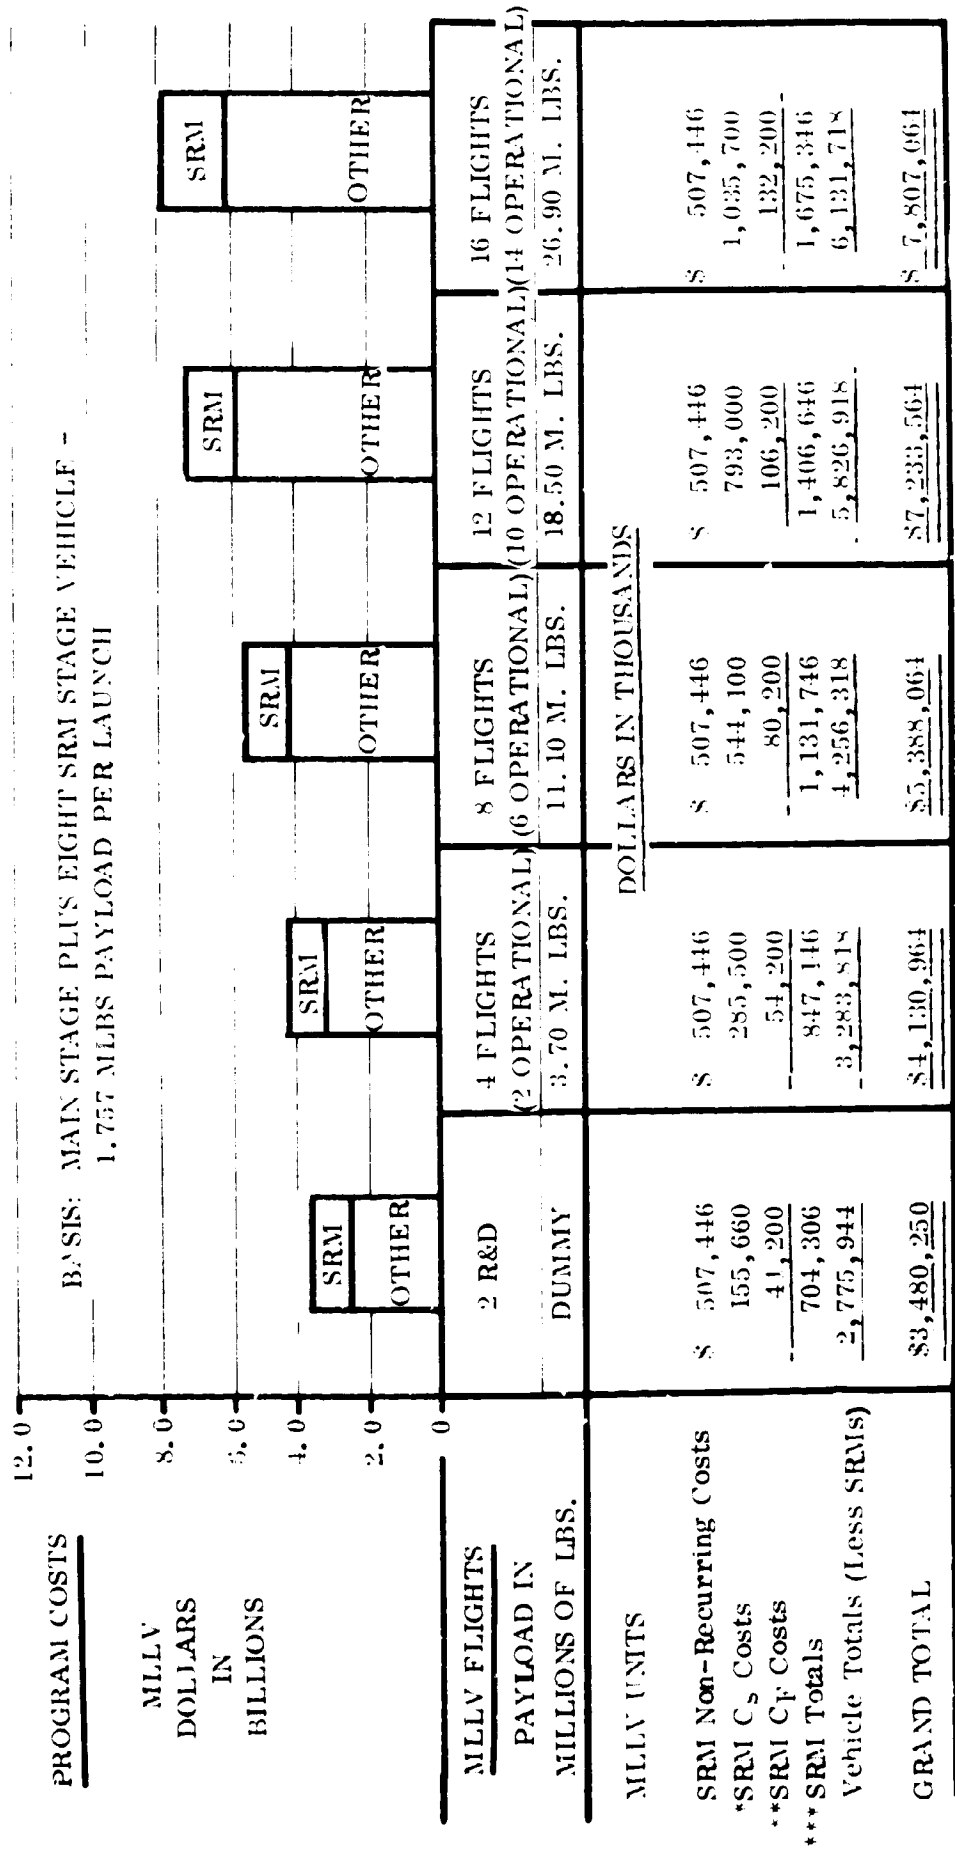 PROGRAM COSTS
MLLV
DOLLARS
IN
BILLIONS
12.0
10.0
8.0
6.0
4.0
2.0
0
BASIS: MAIN STAGE PLUS EIGHT SRM STAGE VEHICLE -
1.757 MLBS PAYLOAD PER LAUNCH
SRM SRM SRM SRM SRM
OTHER OTHER OTHER OTHER OTHER
MLLV FLIGHTS 2 R&D 4 FLIGHTS 8 FLIGHTS 12 FLIGHTS 16 FLIGHTS
(2 OPERATIONAL) (6 OPERATIONAL) (10 OPERATIONAL) (14 OPERATIONAL)
PAYLOAD IN
MILLIONS OF LBS. DUMMY 3.70 M. LBS. 11.10 M. LBS. 18.50 M. LBS. 26.90 M. LBS.
MLLV UNITS DOLLARS IN THOUSANDS
SRM Non-Recurring Costs $ 507,446 $ 507,446 $ 507,446 $ 507,446 $ 507,446
*SRM Cs Costs 155,660 285,500 544,100 793,000 1,035,700
**SRM CF Costs 41,200 54,200 80,200 106,200 132,200
***SRM Totals 704,306 847,146 1,131,746 1,406,646 1,675,346
Vehicle Totals (Less SRMs) 2,775,944 3,283,818 4,256,318 5,826,918 6,131,718
GRAND TOTAL $3,480,250 $4,130,964 $5,388,064 $7,233,564 $ 7,807,064